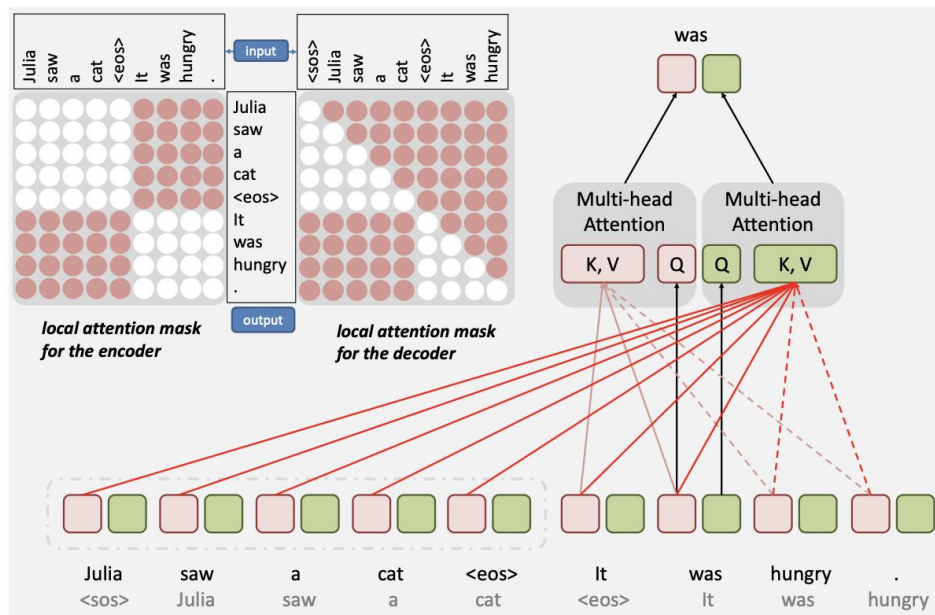 Julia saw a cat <eos> It was hungry .
input
<sos> Julia saw a cat <eos> It was hungry
was
Julia
saw
a
cat
<eos>
It
was
hungry
.
output
local attention mask
for the encoder
local attention mask
for the decoder
Multi-head
Attention
Multi-head
Attention
K, V
Q
Q
K, V
Julia saw a cat <eos> It was hungry .
<sos> Julia saw a cat <eos> It was hungry